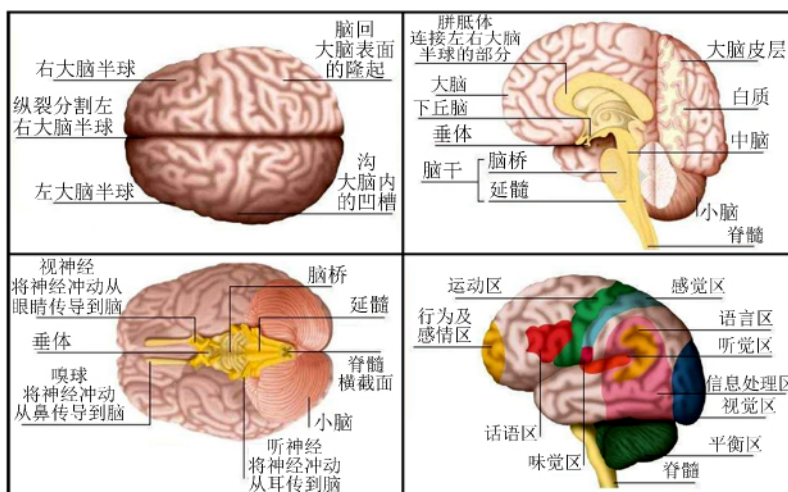 右大脑半球
脑回
大脑表面
的隆起
纵裂分割左
右大脑半球
左大脑半球
沟
大脑内
的凹槽
胼胝体
连接左右大脑
半球的部分
大脑
下丘脑
垂体
脑干
脑桥
延髓
大脑皮层
白质
中脑
小脑
脊髓
视神经
将神经冲动从
眼睛传导到脑
垂体
嗅球
将神经冲动
从鼻传导到脑
脑桥
延髓
脊髓
横截面
小脑
听神经
将神经冲动
从耳传到脑
运动区
行为及
感情区
话语区
味觉区
感觉区
语言区
听觉区
信息处理区
视觉区
平衡区
脊髓